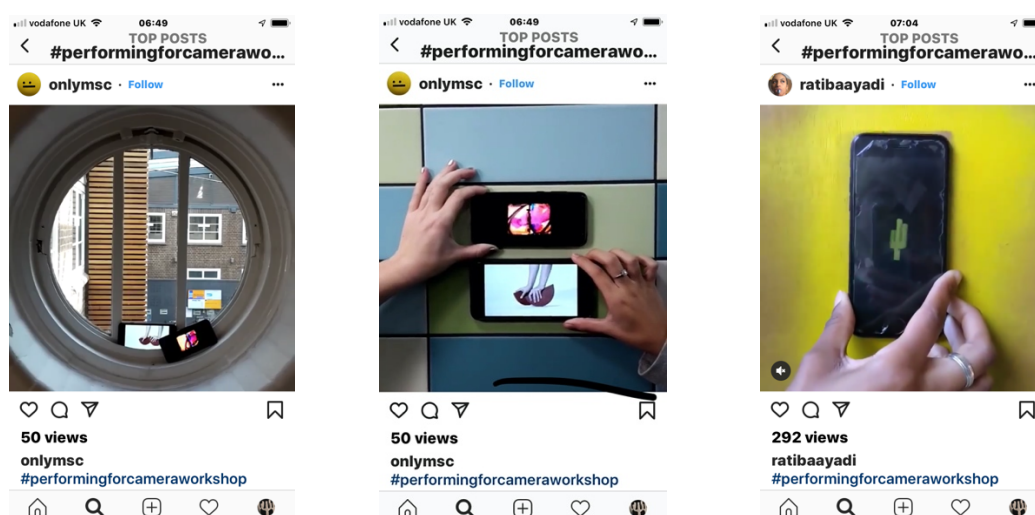 vodafone UK 06:49
TOP POSTS
#performingforcamerawo...
onlymsc · Follow
50 views
onlymsc
#performingforcameraworkshop
vodafone UK 06:49
TOP POSTS
#performingforcamerawo...
onlymsc · Follow
50 views
onlymsc
#performingforcameraworkshop
vodafone UK 07:04
TOP POSTS
#performingforcamerawo...
ratibaayadi · Follow
292 views
ratibaayadi
#performingforcameraworkshop